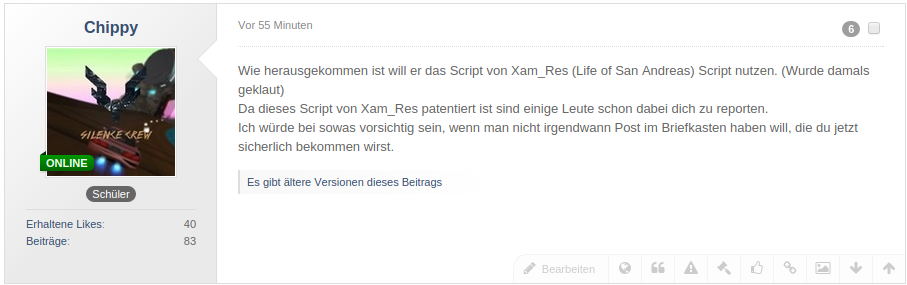 Chippy
SILENCE CREW
ONLINE
Schüler
Erhaltene Likes: 40
Beiträge: 83
Vor 55 Minuten
6
Wie herausgekommen ist will er das Script von Xam_Res (Life of San Andreas) Script nutzen. (Wurde damals
geklaut)
Da dieses Script von Xam_Res patentiert ist sind einige Leute schon dabei dich zu reporten.
Ich würde bei sowas vorsichtig sein, wenn man nicht irgendwann Post im Briefkasten haben will, die du jetzt
sicherlich bekommen wirst.
Es gibt ältere Versionen dieses Beitrags
Bearbeiten